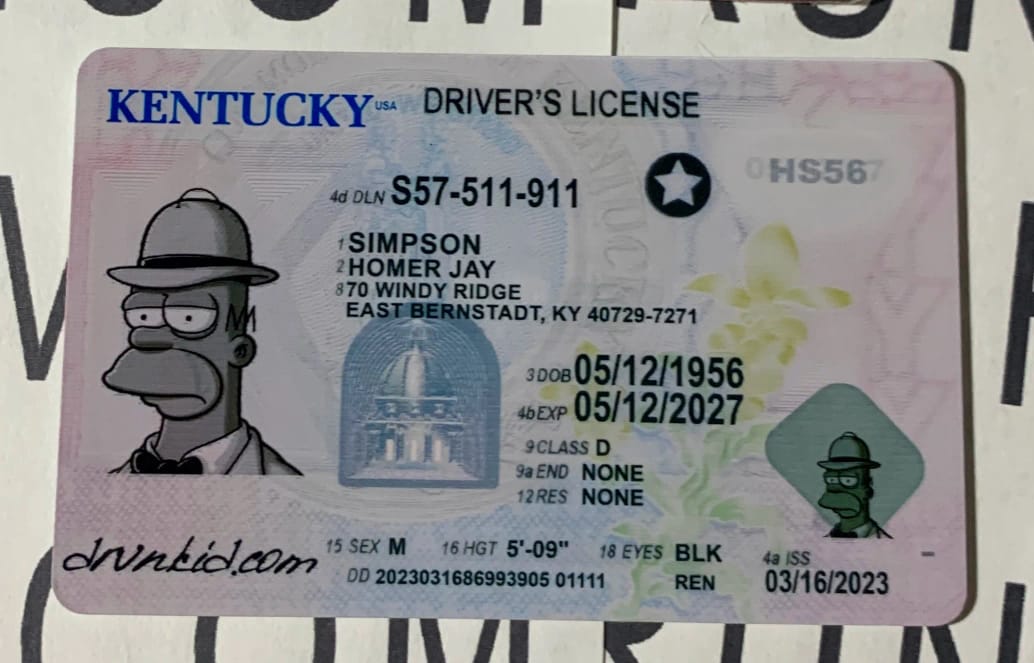 KENTUCKY USA DRIVER'S LICENSE
4d DLN S57-511-911
HS567
1 SIMPSON
2 HOMER JAY
8 70 WINDY RIDGE
EAST BERNSTADT, KY 40729-7271
3 DOB 05/12/1956
4b EXP 05/12/2027
9 CLASS D
9a END NONE
12 RES NONE
15 SEX M 16 HGT 5'-09" 18 EYES BLK
4a ISS
DD 2023031686993905 01111 REN 03/16/2023
drvnkid.com